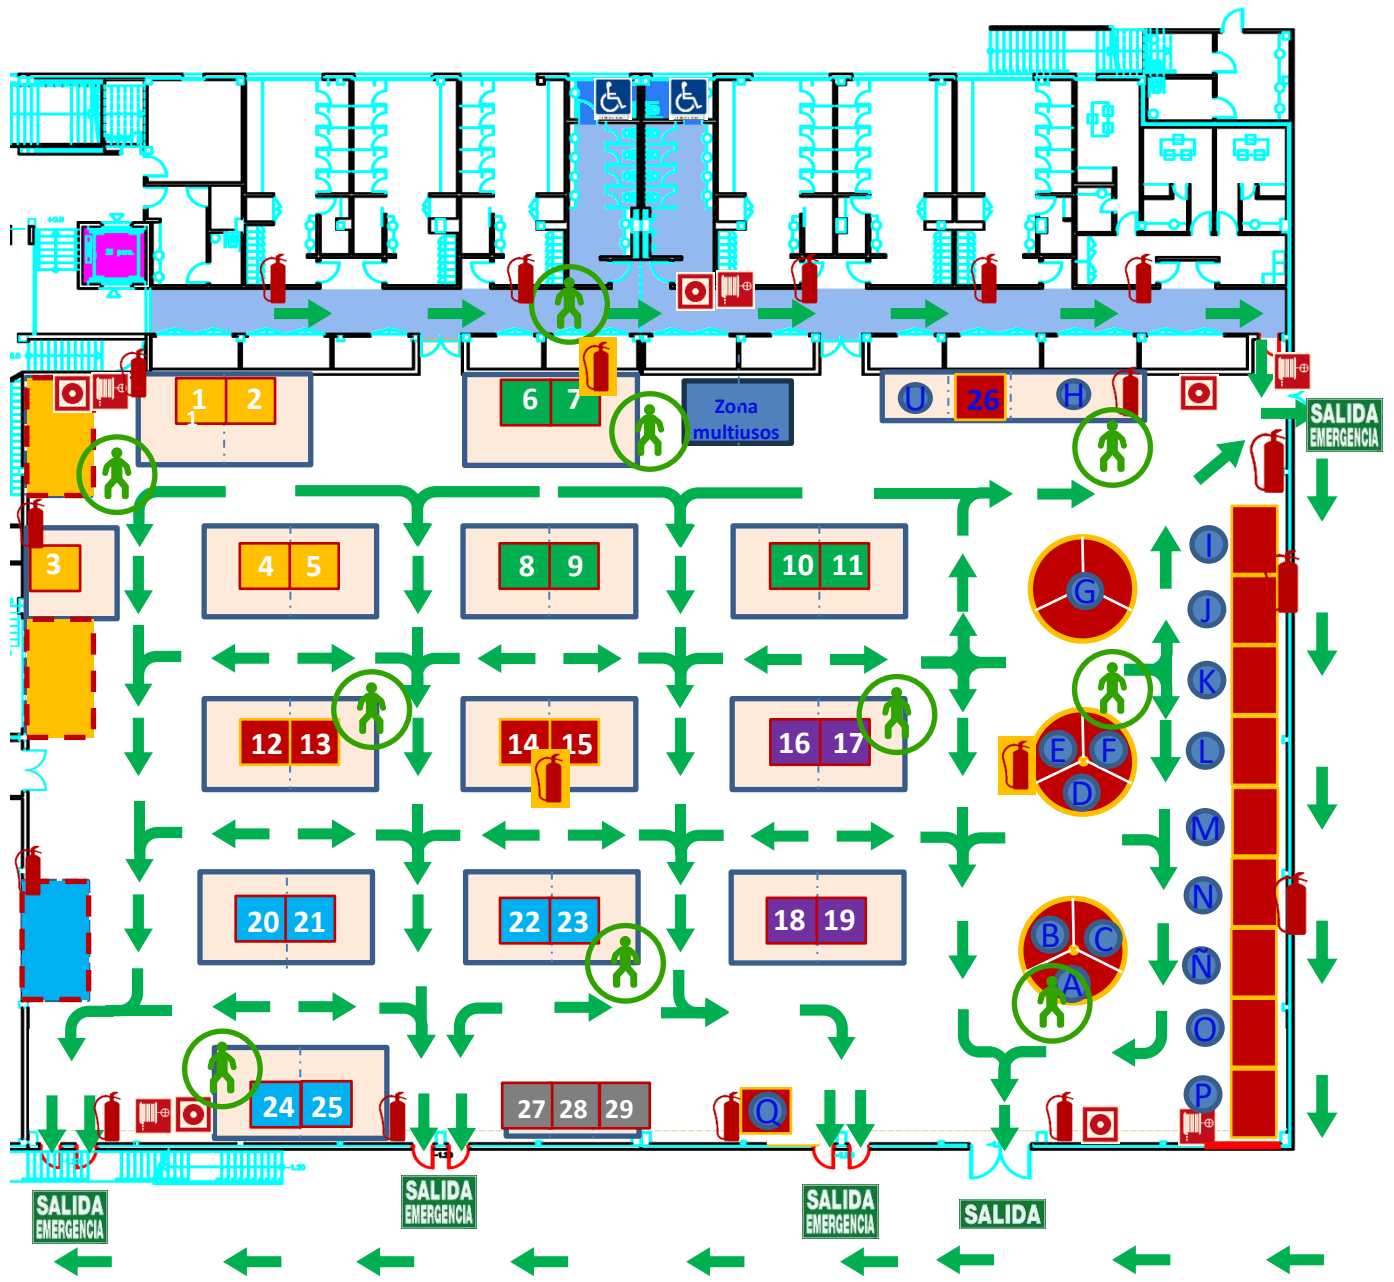 1 2
1
6 7
Zona
multiusos
U 26 H
SALIDA
EMERGENCIA
3
4 5
8 9
10 11
G
I
J
K
L
M
N
Ñ
O
P
12 13
14 15
16 17
E F
D
20 21
22 23
18 19
B C
A
24 25
27 28 29
Q
SALIDA
EMERGENCIA
SALIDA
EMERGENCIA
SALIDA
EMERGENCIA
SALIDA